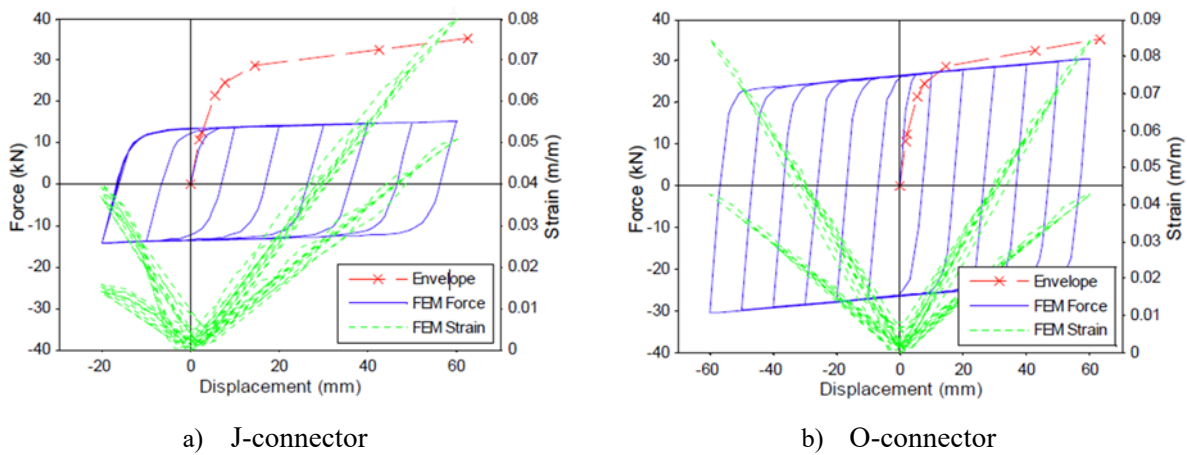 40
30
20
10
0
-10
-20
-30
-40
Force (kN)
0.08
0.07
0.06
0.05
0.04
0.03
0.02
0.01
0
Strain (m/m)
Envelope
FEM Force
FEM Strain
-20 0 20 40 60
Displacement (mm)
a) J-connector
40
30
20
10
0
-10
-20
-30
-40
Force (kN)
0.09
0.08
0.07
0.06
0.05
0.04
0.03
0.02
0.01
0
Strain (m/m)
Envelope
FEM Force
FEM Strain
-60 -40 -20 0 20 40 60
Displacement (mm)
b) O-connector